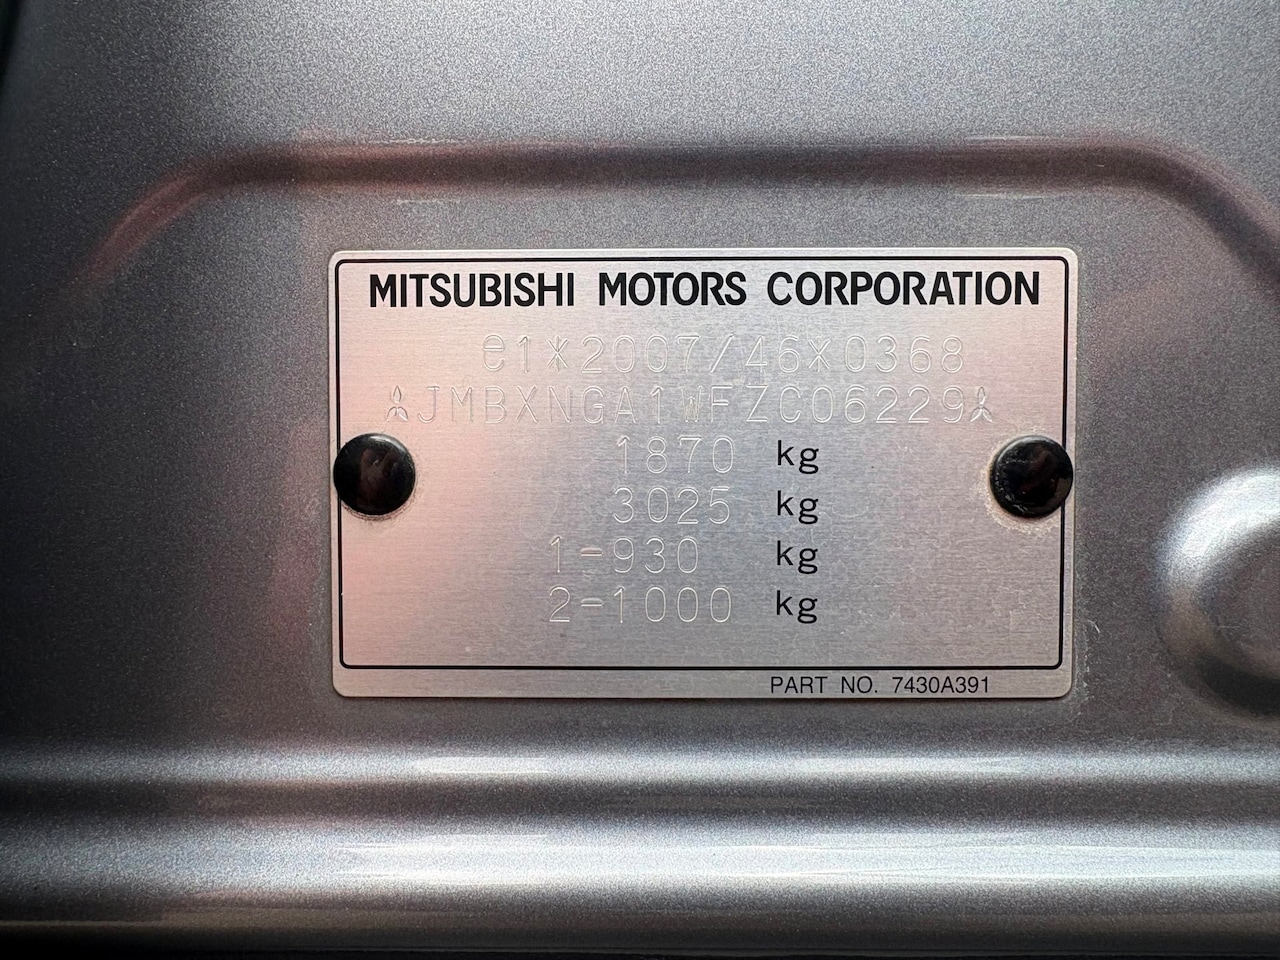 MITSUBISHI MOTORS CORPORATION
e1*2007/46*0368
JMBXNGA1WFZC06229
1870 kg
3025 kg
1-930 kg
2-1000 kg
PART NO. 7430A391